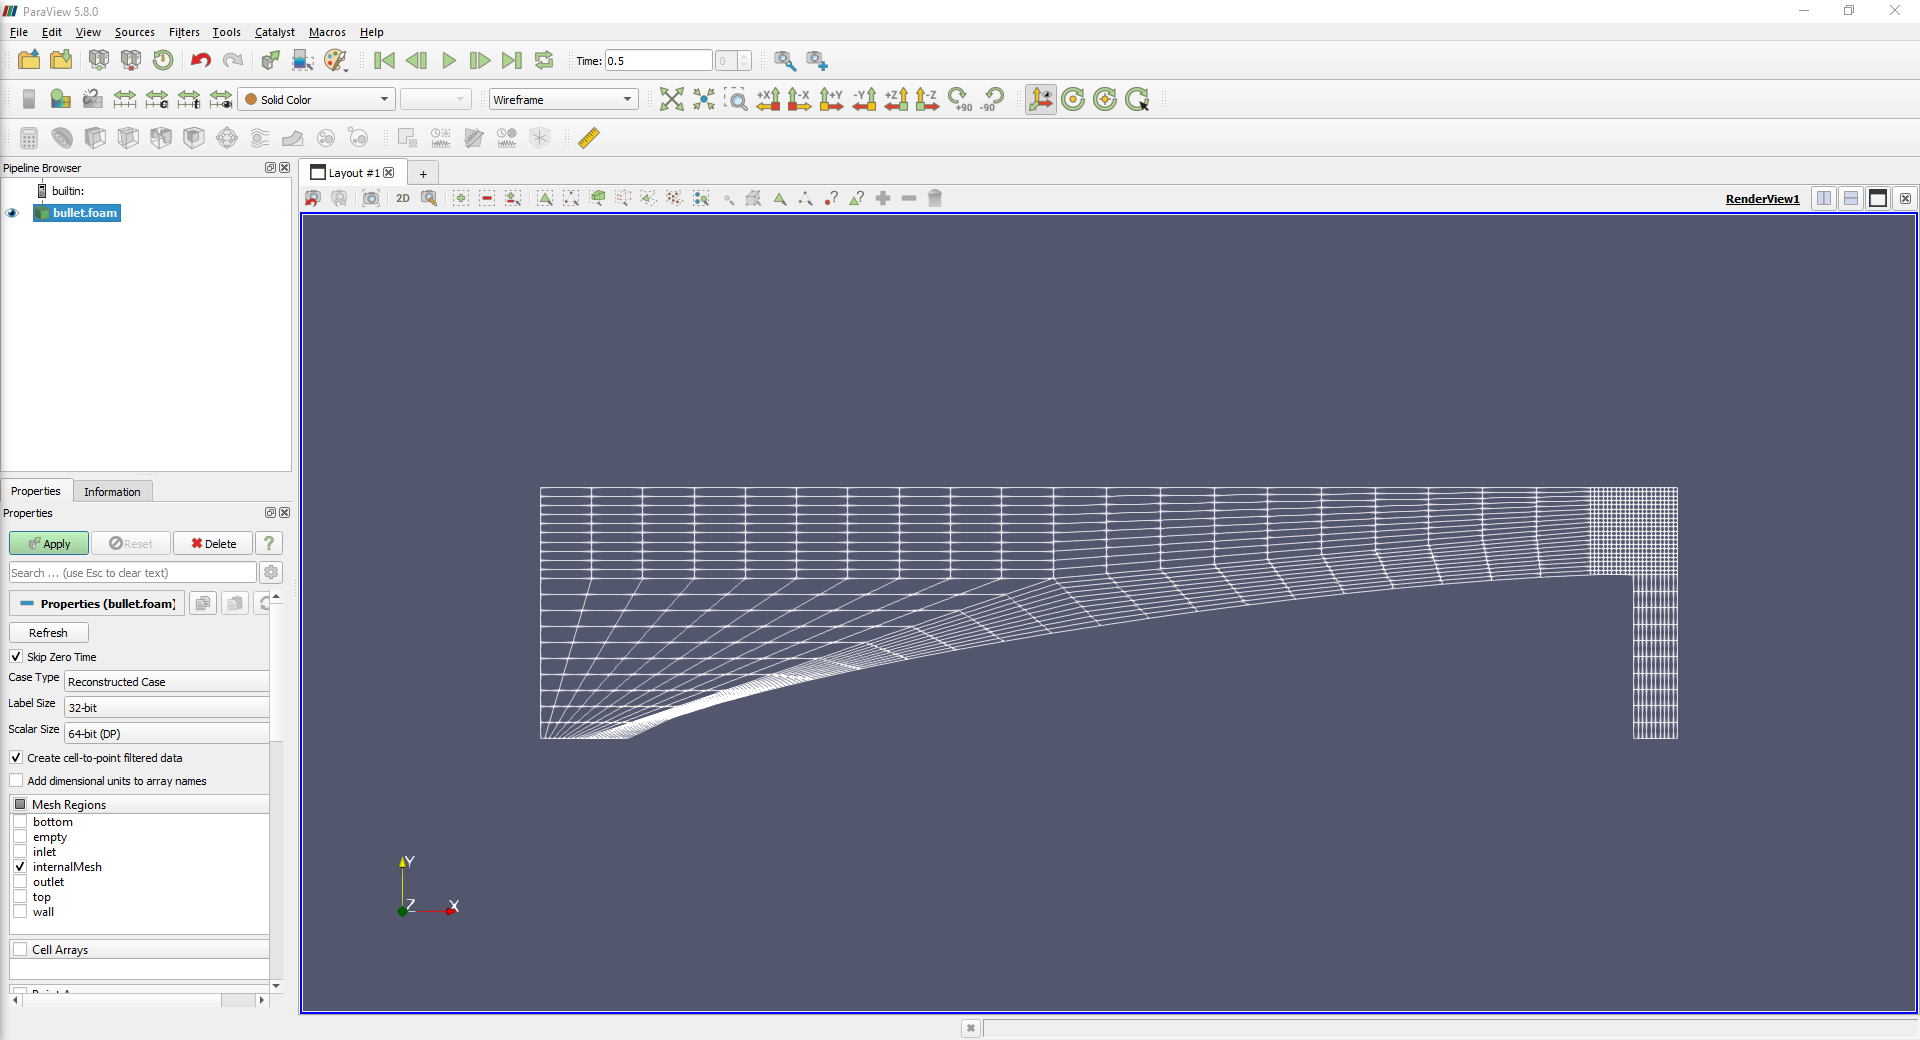 ParaView 5.8.0
File Edit View Sources Filters Tools Catalyst Macros Help
Time: 0.5 0
Solid Color Wireframe +X -X +Y -Y +Z -Z +90 -90
Pipeline Browser
Layout #1 +
builtin:
2D RenderView1
bullet.foam
Properties Information
Properties
Apply Reset Delete ?
Search ... (use Esc to clear text)
Properties (bullet.foam)
Refresh
Skip Zero Time
Case Type Reconstructed Case
Label Size 32-bit
Scalar Size 64-bit (DP)
Create cell-to-point filtered data
Add dimensional units to array names
Mesh Regions
bottom
empty
inlet
internalMesh
outlet
top
wall
Cell Arrays
Y
Z X